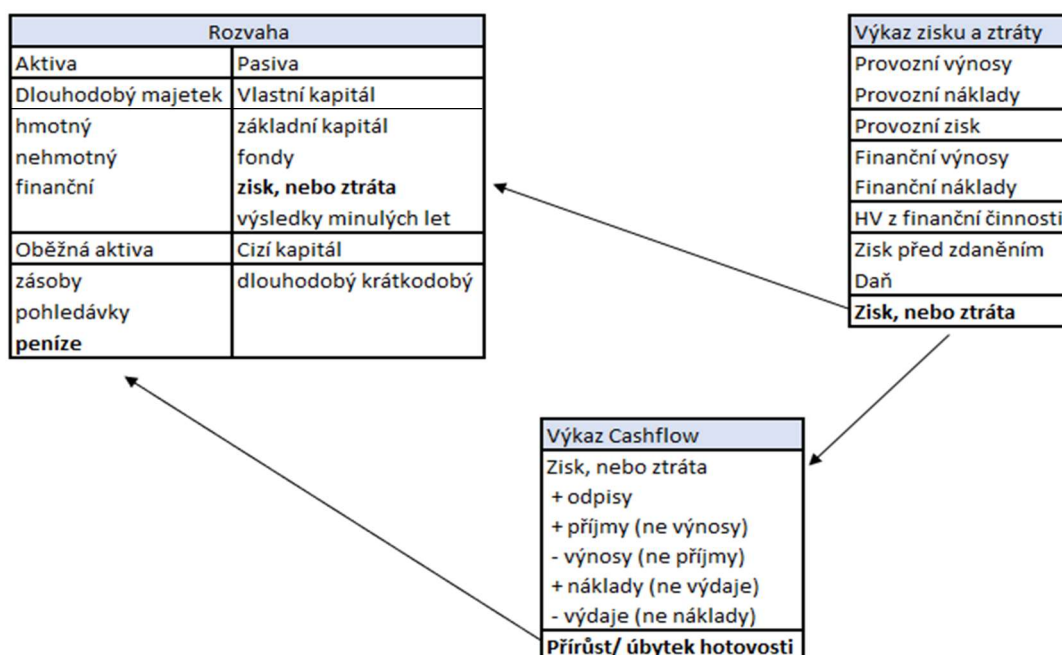 Rozvaha
Aktiva Pasiva
Dlouhodobý majetek Vlastní kapitál
hmotný základní kapitál
nehmotný fondy
finanční zisk, nebo ztráta
výsledky minulých let
Oběžná aktiva Cizí kapitál
zásoby dlouhodobý krátkodobý
pohledávky
peníze
Výkaz zisku a ztráty
Provozní výnosy
Provozní náklady
Provozní zisk
Finanční výnosy
Finanční náklady
HV z finanční činnosti
Zisk před zdaněním
Daň
Zisk, nebo ztráta
Výkaz Cashflow
Zisk, nebo ztráta
+ odpisy
+ příjmy (ne výnosy)
- výnosy (ne příjmy)
+ náklady (ne výdaje)
- výdaje (ne náklady)
Přírůst/ úbytek hotovosti